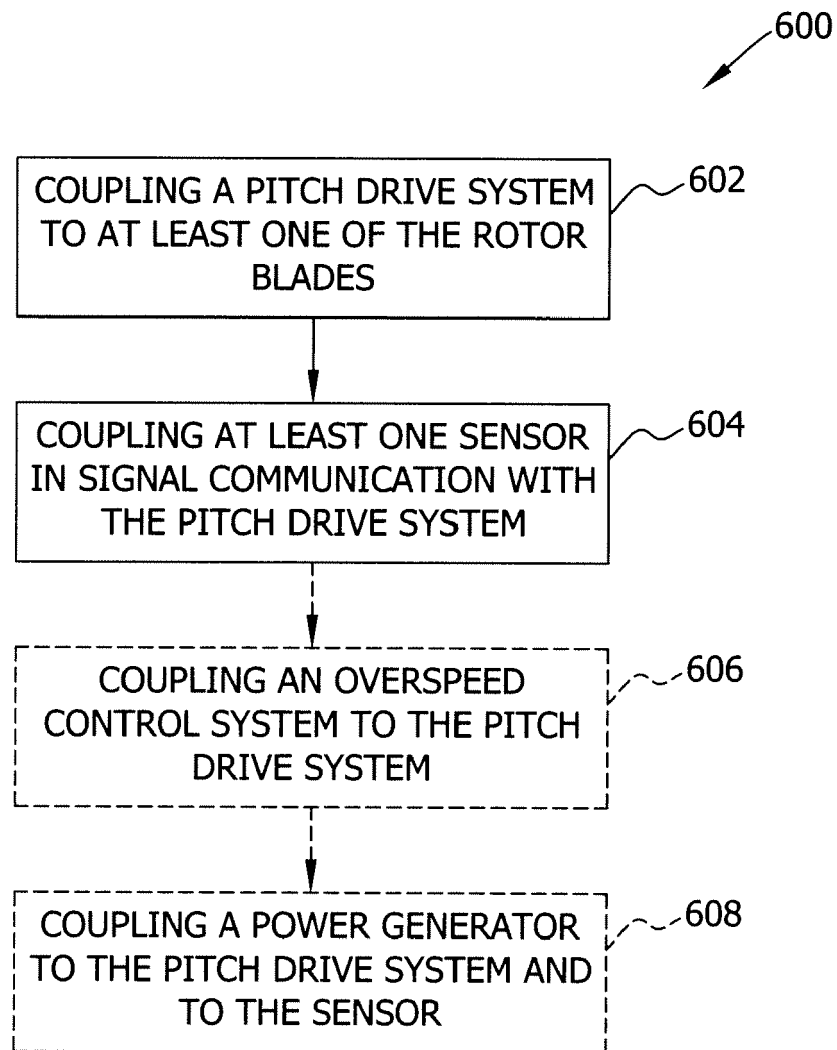 600
COUPLING A PITCH DRIVE SYSTEM
TO AT LEAST ONE OF THE ROTOR
BLADES
602
COUPLING AT LEAST ONE SENSOR
IN SIGNAL COMMUNICATION WITH
THE PITCH DRIVE SYSTEM
604
COUPLING AN OVERSPEED
CONTROL SYSTEM TO THE PITCH
DRIVE SYSTEM
606
COUPLING A POWER GENERATOR
TO THE PITCH DRIVE SYSTEM AND
TO THE SENSOR
608